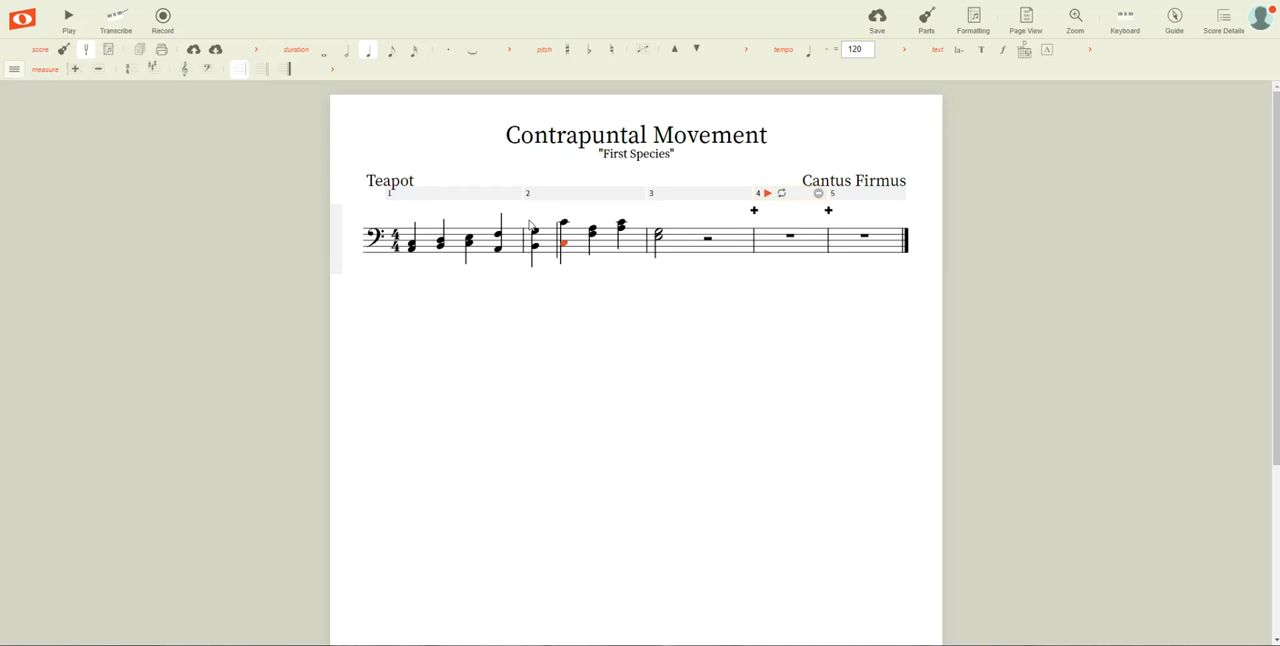 Play Transcribe Record Save Parts Formatting Page View Zoom Keyboard Guide Score Details
score duration pitch tempo = 120 text la- T f A
measure
Contrapuntal Movement
"First Species"
Teapot Cantus Firmus
1 2 3 4 5